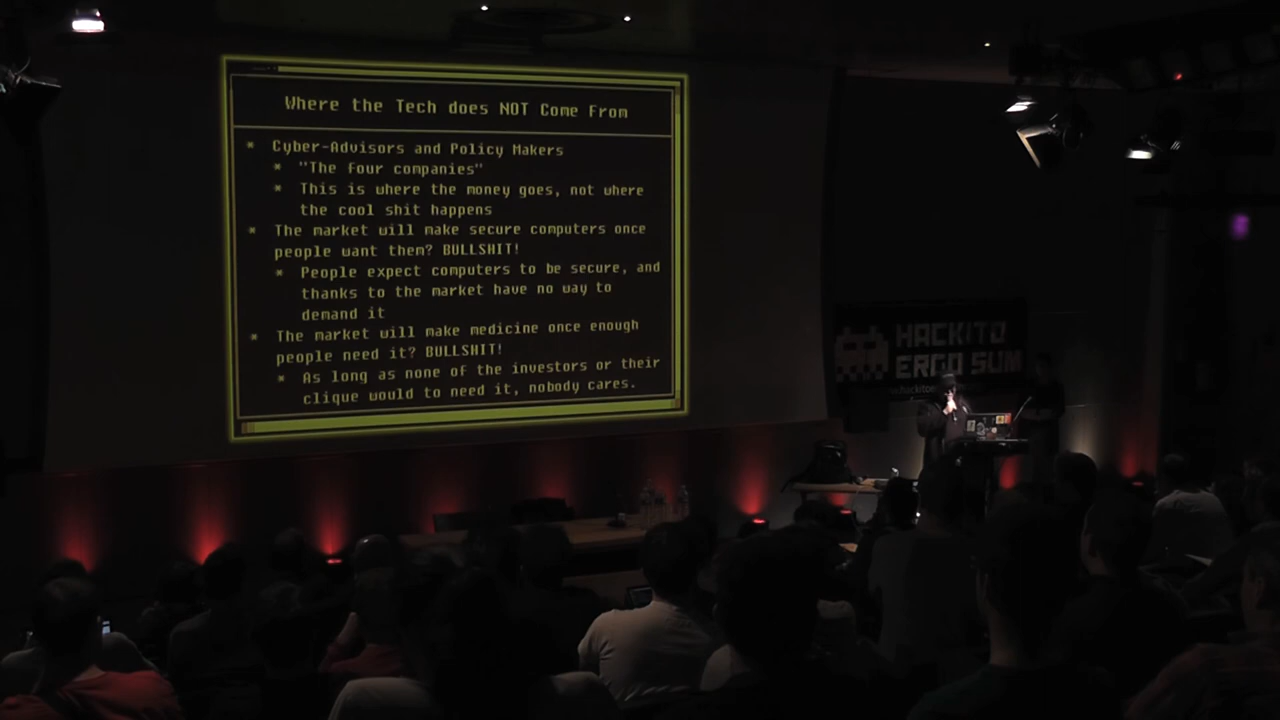 Where the Tech does NOT Come From
* Cyber-Advisors and Policy Makers
* "The four companies"
* This is where the money goes, not where
the cool shit happens
* The market will make secure computers once
people want them? BULLSHIT!
* People expect computers to be secure, and
thanks to the market have no way to
demand it
* The market will make medicine once enough
people need it? BULLSHIT!
* As long as none of the investors or their
clique would to need it, nobody cares.
HACKITO
ERGO SUM